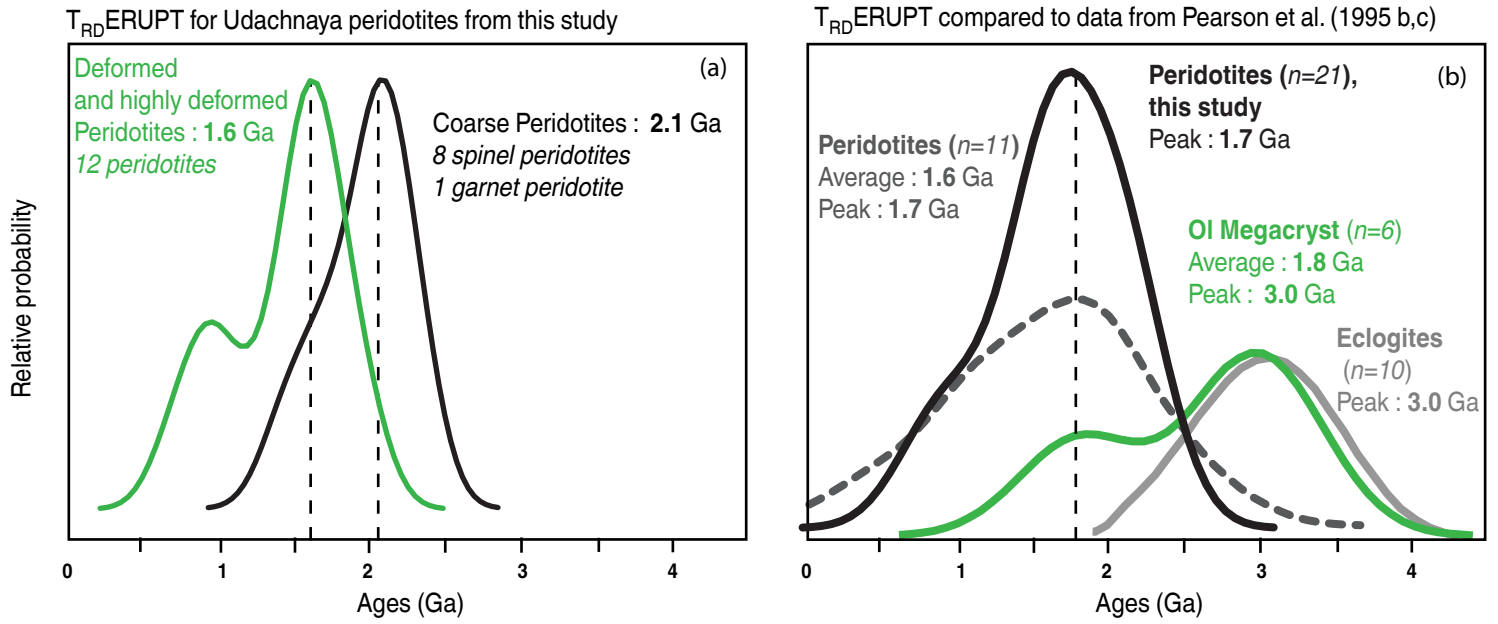 T_RD ERUPT for Udachnaya peridotites from this study
(a)
Deformed
and highly deformed
Peridotites : 1.6 Ga
12 peridotites
Coarse Peridotites : 2.1 Ga
8 spinel peridotites
1 garnet peridotite
Relative probability
0 1 2 3 4
Ages (Ga)
T_RD ERUPT compared to data from Pearson et al. (1995 b,c)
(b)
Peridotites (n=21),
this study
Peak : 1.7 Ga
Peridotites (n=11)
Average : 1.6 Ga
Peak : 1.7 Ga
Ol Megacryst (n=6)
Average : 1.8 Ga
Peak : 3.0 Ga
Eclogites
(n=10)
Peak : 3.0 Ga
0 1 2 3 4
Ages (Ga)